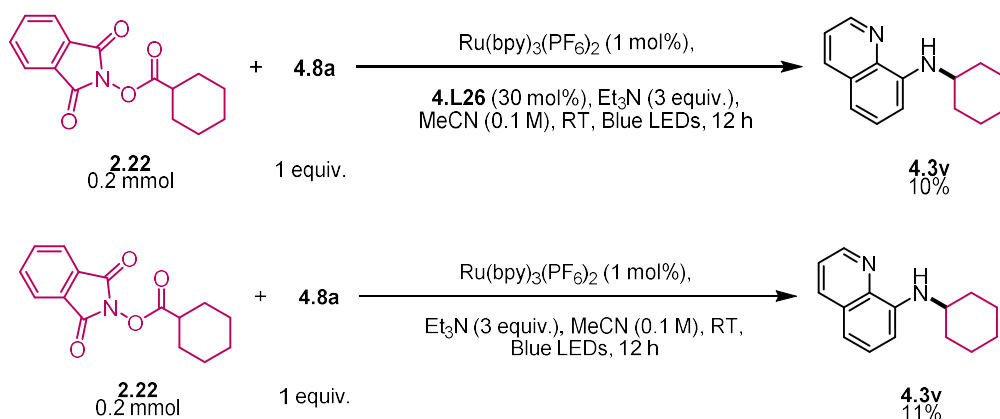 O
N
O
O
O
+
4.8a
Ru(bpy)3(PF6)2 (1 mol%),
4.L26 (30 mol%), Et3N (3 equiv.),
MeCN (0.1 M), RT, Blue LEDs, 12 h
N
H
N
2.22
0.2 mmol
1 equiv.
4.3v
10%
O
N
O
O
O
+
4.8a
Ru(bpy)3(PF6)2 (1 mol%),
Et3N (3 equiv.), MeCN (0.1 M), RT,
Blue LEDs, 12 h
N
H
N
2.22
0.2 mmol
1 equiv.
4.3v
11%